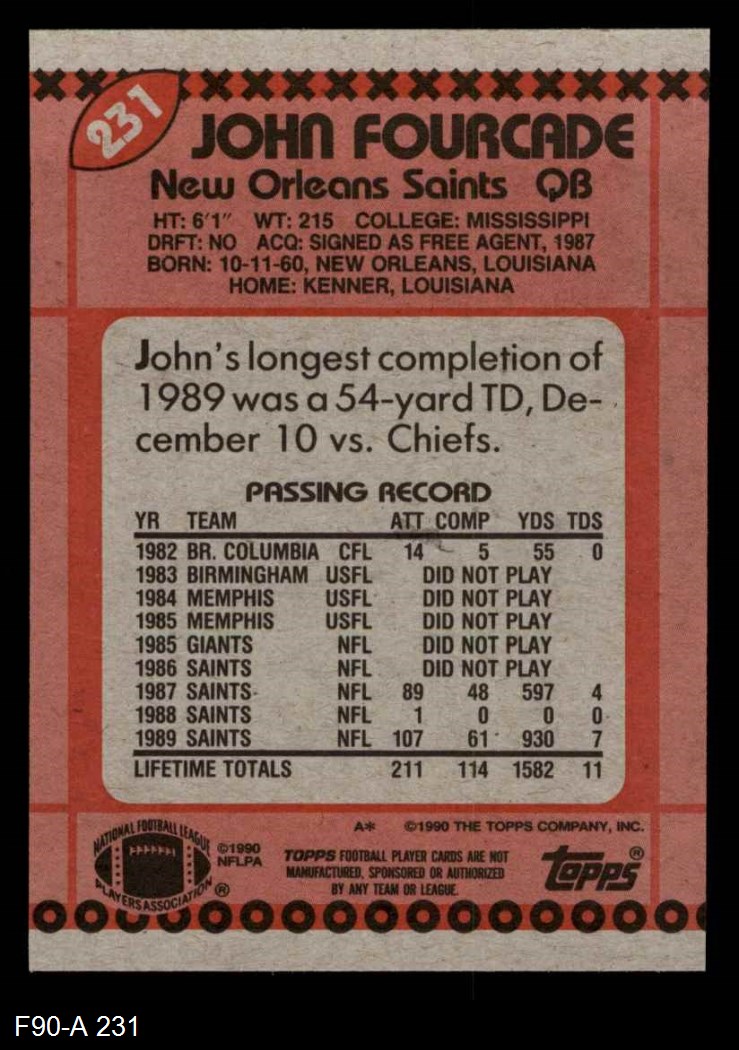 231
JOHN FOURCADE
New Orleans Saints QB
HT: 6'1" WT: 215 COLLEGE: MISSISSIPPI
DRFT: NO ACQ: SIGNED AS FREE AGENT, 1987
BORN: 10-11-60, NEW ORLEANS, LOUISIANA
HOME: KENNER, LOUISIANA
John's longest completion of
1989 was a 54-yard TD, De-
cember 10 vs. Chiefs.
PASSING RECORD
YR TEAM ATT COMP YDS TDS
1982 BR. COLUMBIA CFL 14 5 55 0
1983 BIRMINGHAM USFL DID NOT PLAY
1984 MEMPHIS USFL DID NOT PLAY
1985 MEMPHIS USFL DID NOT PLAY
1985 GIANTS NFL DID NOT PLAY
1986 SAINTS NFL DID NOT PLAY
1987 SAINTS NFL 89 48 597 4
1988 SAINTS NFL 1 0 0 0
1989 SAINTS NFL 107 61 930 7
LIFETIME TOTALS 211 114 1582 11
A* ©1990 THE TOPPS COMPANY, INC.
NATIONAL FOOTBALL LEAGUE
PLAYERS ASSOCIATION ®
©1990
NFLPA
TOPPS FOOTBALL PLAYER CARDS ARE NOT
MANUFACTURED, SPONSORED OR AUTHORIZED
BY ANY TEAM OR LEAGUE.
topps®
F90-A 231